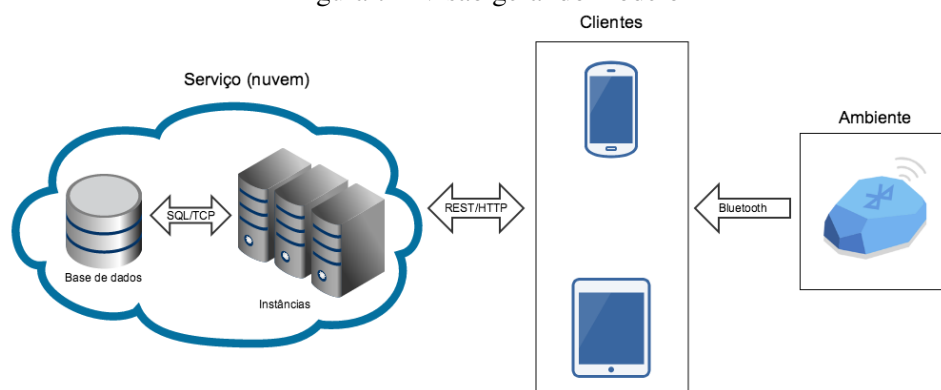 Clientes
Serviço (nuvem)
Ambiente
SQL/TCP
REST/HTTP
Bluetooth
Base de dados
Instâncias